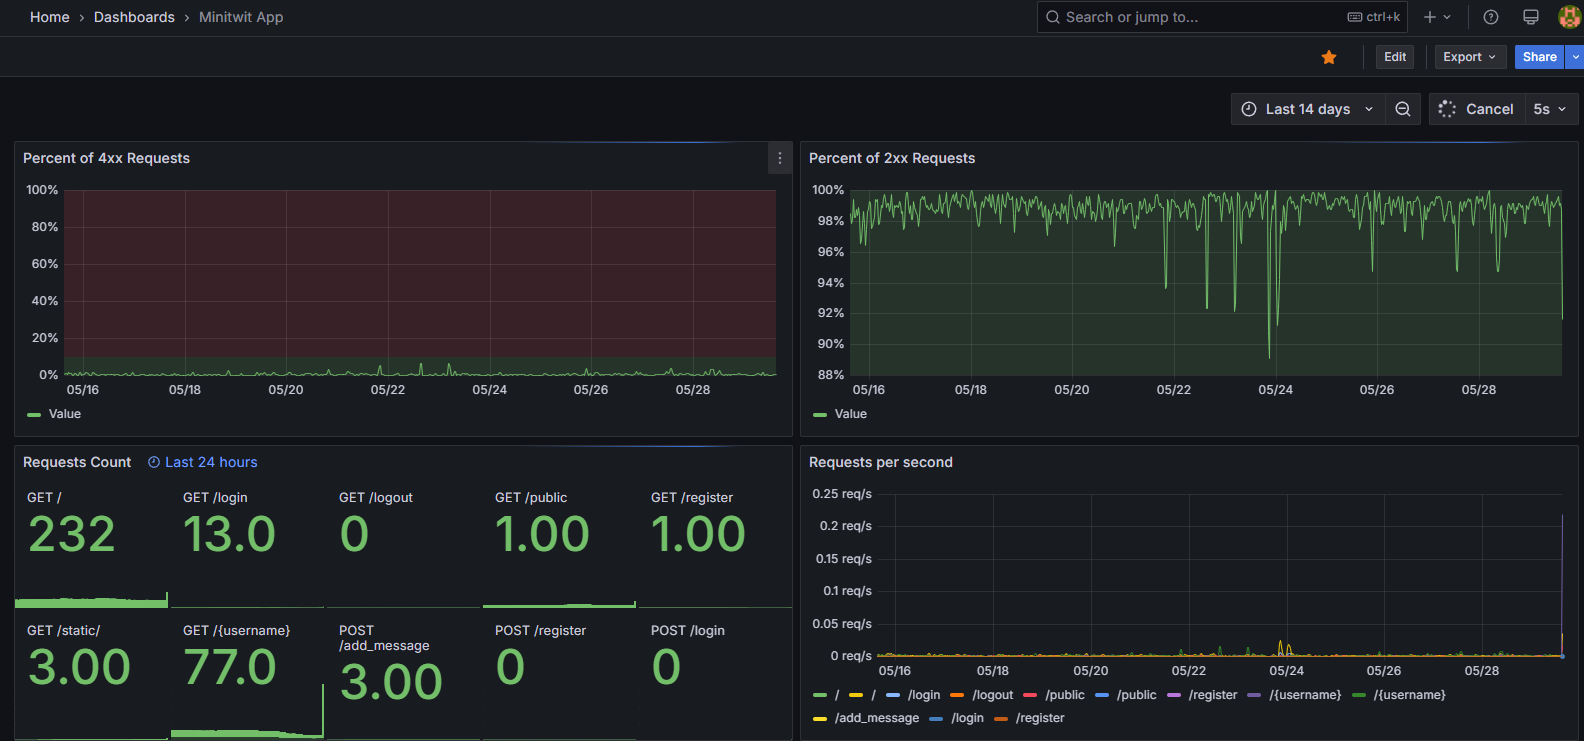 Home › Dashboards › Minitwit App
Search or jump to... ctrl+k
Edit Export Share
Last 14 days Cancel 5s
Percent of 4xx Requests
100%
80%
60%
40%
20%
0%
05/16 05/18 05/20 05/22 05/24 05/26 05/28
Value
Percent of 2xx Requests
100%
98%
96%
94%
92%
90%
88%
05/16 05/18 05/20 05/22 05/24 05/26 05/28
Value
Requests Count Last 24 hours
GET / GET /login GET /logout GET /public GET /register
232 13.0 0 1.00 1.00
GET /static/ GET /{username} POST /add_message POST /register POST /login
3.00 77.0 3.00 0 0
Requests per second
0.25 req/s
0.2 req/s
0.15 req/s
0.1 req/s
0.05 req/s
0 req/s
05/16 05/18 05/20 05/22 05/24 05/26 05/28
/ / /login /logout /public /public /register /{username} /{username}
/add_message /login /register